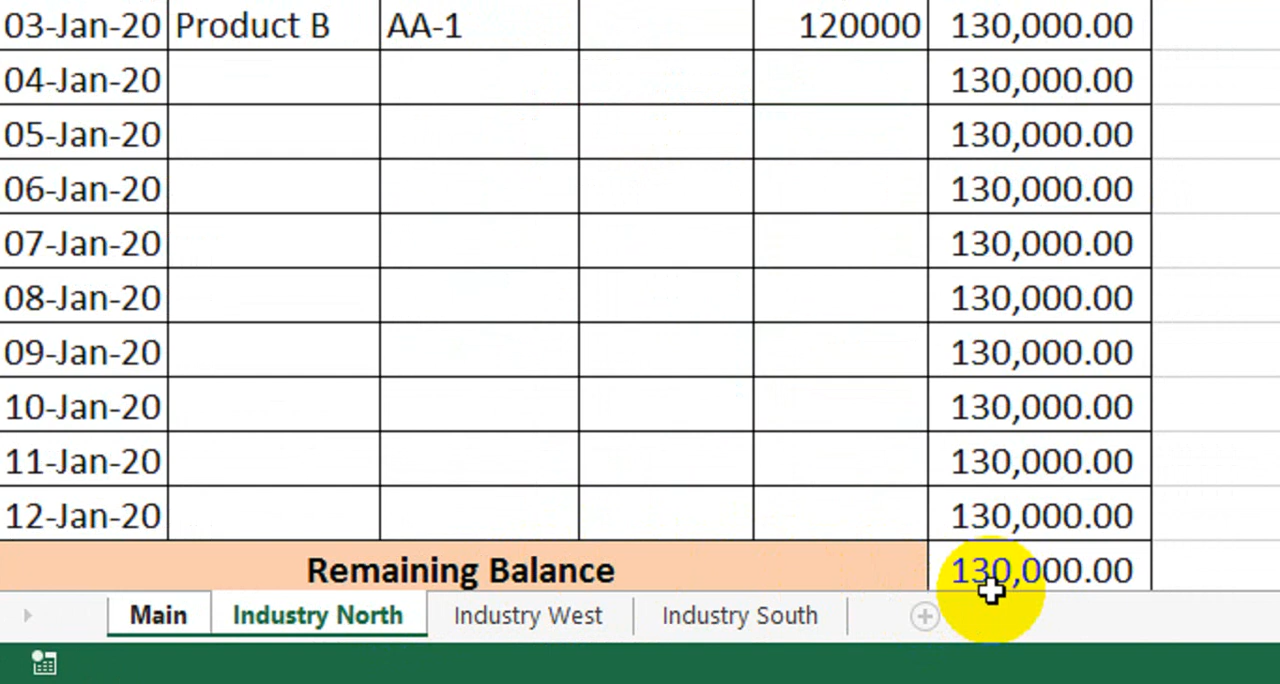 03-Jan-20 Product B AA-1 120000 130,000.00
04-Jan-20 130,000.00
05-Jan-20 130,000.00
06-Jan-20 130,000.00
07-Jan-20 130,000.00
08-Jan-20 130,000.00
09-Jan-20 130,000.00
10-Jan-20 130,000.00
11-Jan-20 130,000.00
12-Jan-20 130,000.00
Remaining Balance 130,000.00
Main Industry North Industry West Industry South